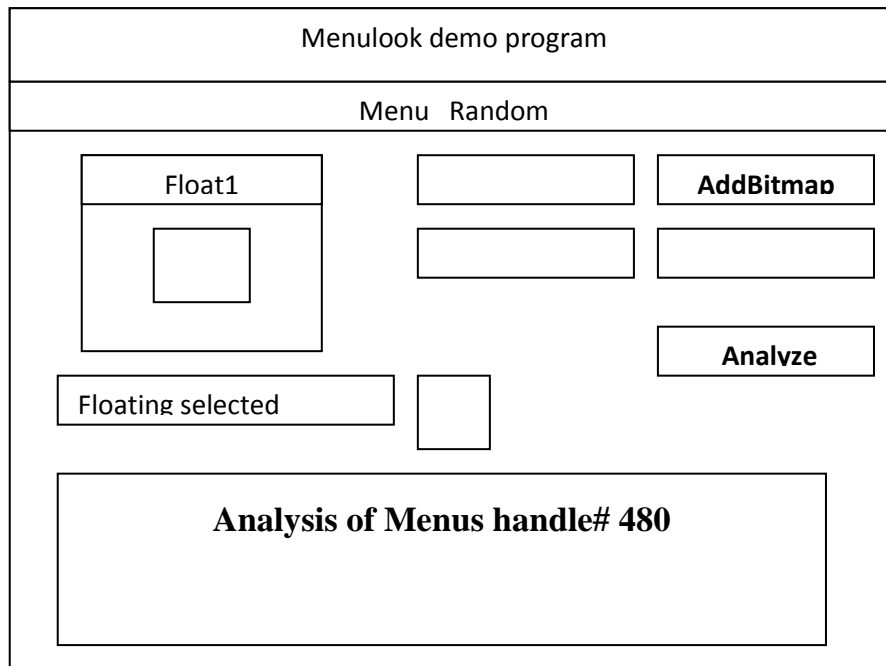 Menulook demo program
Menu Random
Float1
AddBitmap
Analyze
Floating selected
Analysis of Menus handle# 480